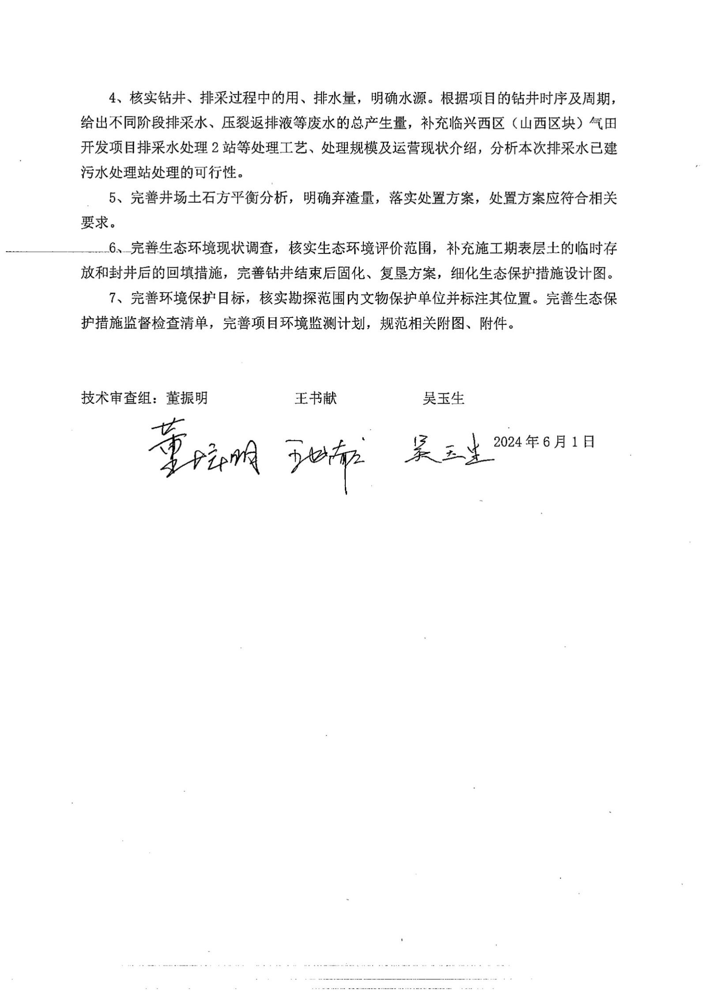 4、核实钻井、排采过程中的用、排水量，明确水源。根据项目的钻井时序及周期，
给出不同阶段排采水、压裂返排液等废水的总产生量，补充临兴西区（山西区块）气田
开发项目排采水处理 2 站等处理工艺、处理规模及运营现状介绍，分析本次排采水已建
污水处理站处理的可行性。
5、完善井场土石方平衡分析，明确弃渣量，落实处置方案，处置方案应符合相关
要求。
6、完善生态环境现状调查，核实生态环境评价范围，补充施工期表层土的临时存
放和封井后的回填措施，完善钻井结束后固化、复垦方案，细化生态保护措施设计图。
7、完善环境保护目标，核实勘探范围内文物保护单位并标注其位置。完善生态保
护措施监督检查清单，完善项目环境监测计划，规范相关附图、附件。
技术审查组：董振明 王书献 吴玉生
董振明 王书献 吴玉生 2024 年 6 月 1 日